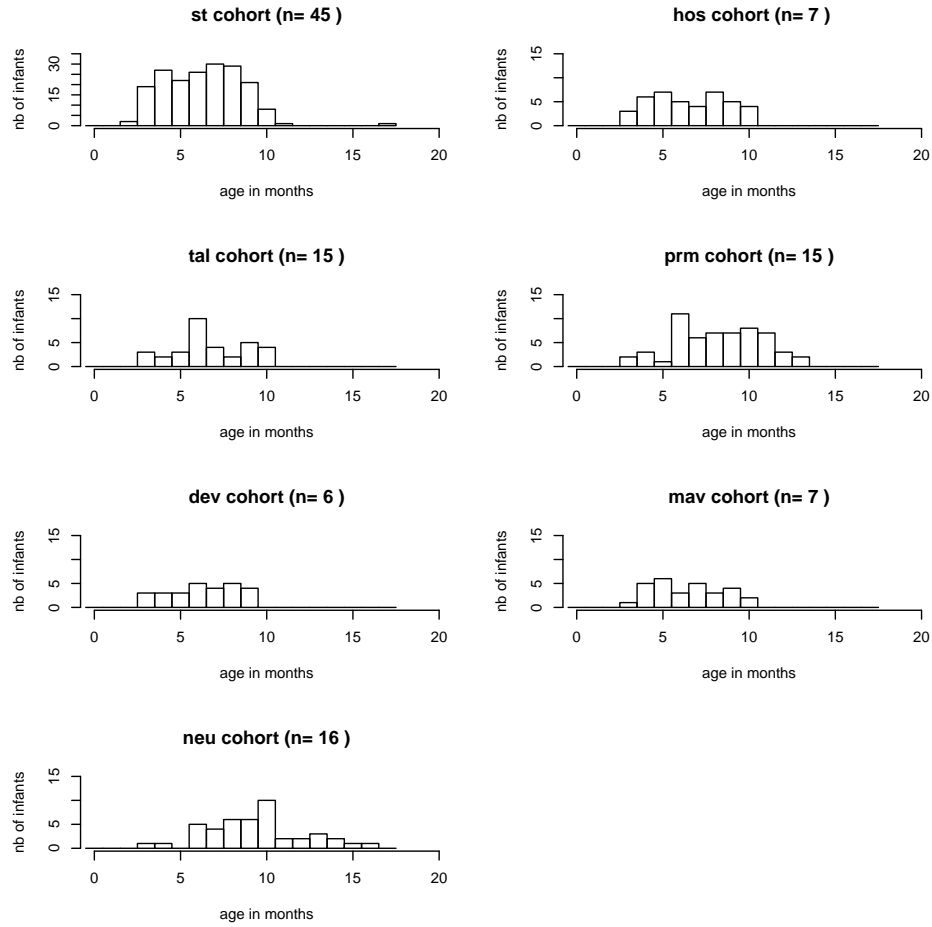 st cohort (n= 45 )
nb of infants
0 15 30
0 5 10 15 20
age in months
hos cohort (n= 7 )
nb of infants
0 5 15
0 5 10 15 20
age in months
tal cohort (n= 15 )
nb of infants
0 5 15
0 5 10 15 20
age in months
prm cohort (n= 15 )
nb of infants
0 5 15
0 5 10 15 20
age in months
dev cohort (n= 6 )
nb of infants
0 5 15
0 5 10 15 20
age in months
mav cohort (n= 7 )
nb of infants
0 5 15
0 5 10 15 20
age in months
neu cohort (n= 16 )
nb of infants
0 5 15
0 5 10 15 20
age in months